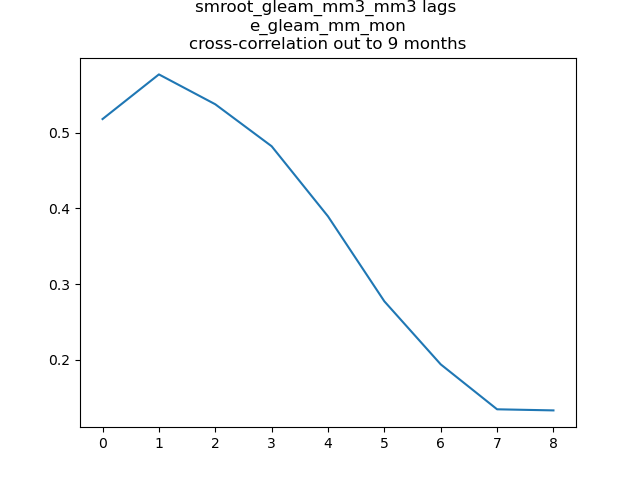 smroot_gleam_mm3_mm3 lags
e_gleam_mm_mon
cross-correlation out to 9 months
0.5
0.4
0.3
0.2
0 1 2 3 4 5 6 7 8